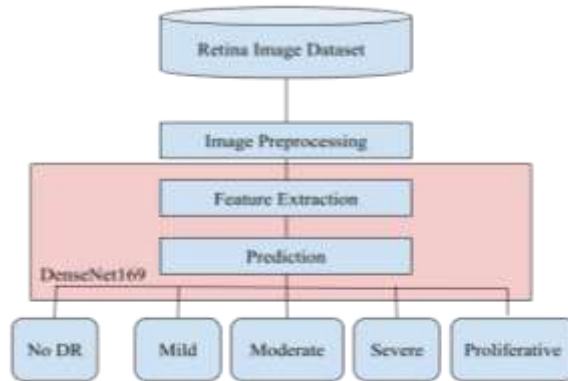 Retina Image Dataset
Image Preprocessing
Feature Extraction
Prediction
DenseNet169
No DR
Mild
Moderate
Severe
Proliferative